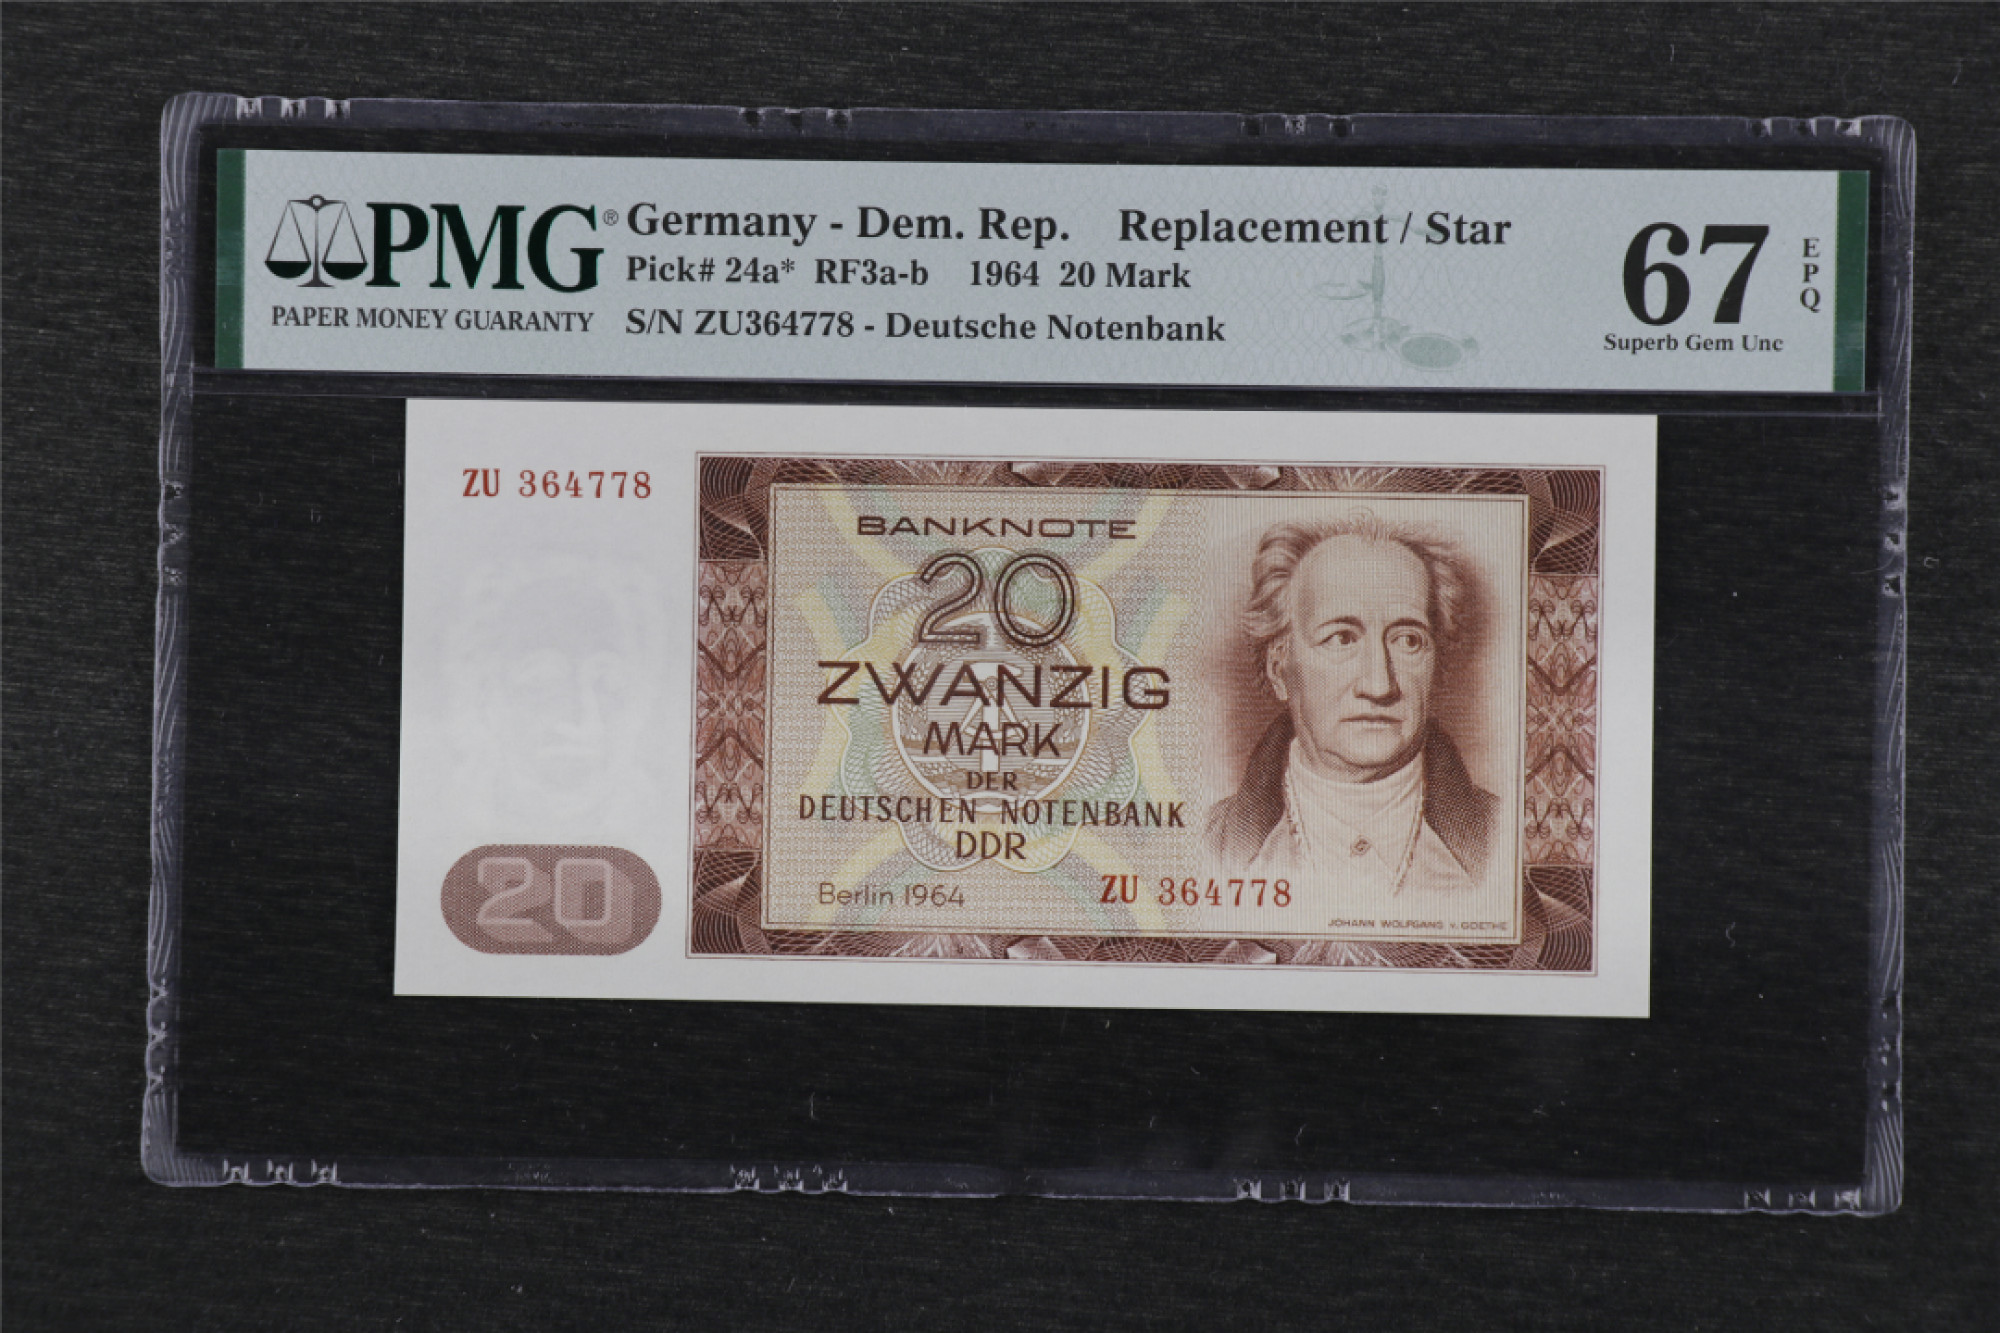 PMG®
PAPER MONEY GUARANTY
Germany - Dem. Rep. Replacement / Star
Pick# 24a* RF3a-b 1964 20 Mark
S/N ZU364778 - Deutsche Notenbank
67
EPQ
Superb Gem Unc
ZU 364778
BANKNOTE
20
ZWANZIG
MARK
DER
DEUTSCHEN NOTENBANK
DDR
Berlin 1964
ZU 364778
JOHANN WOLFGANG v. GOETHE
20